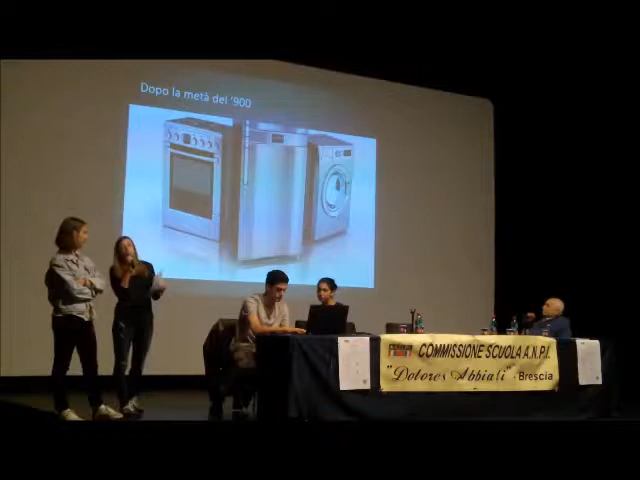 Dopo la metà del '900
COMMISSIONE SCUOLA A.N.P.I.
"Dolores Abbiati" Brescia